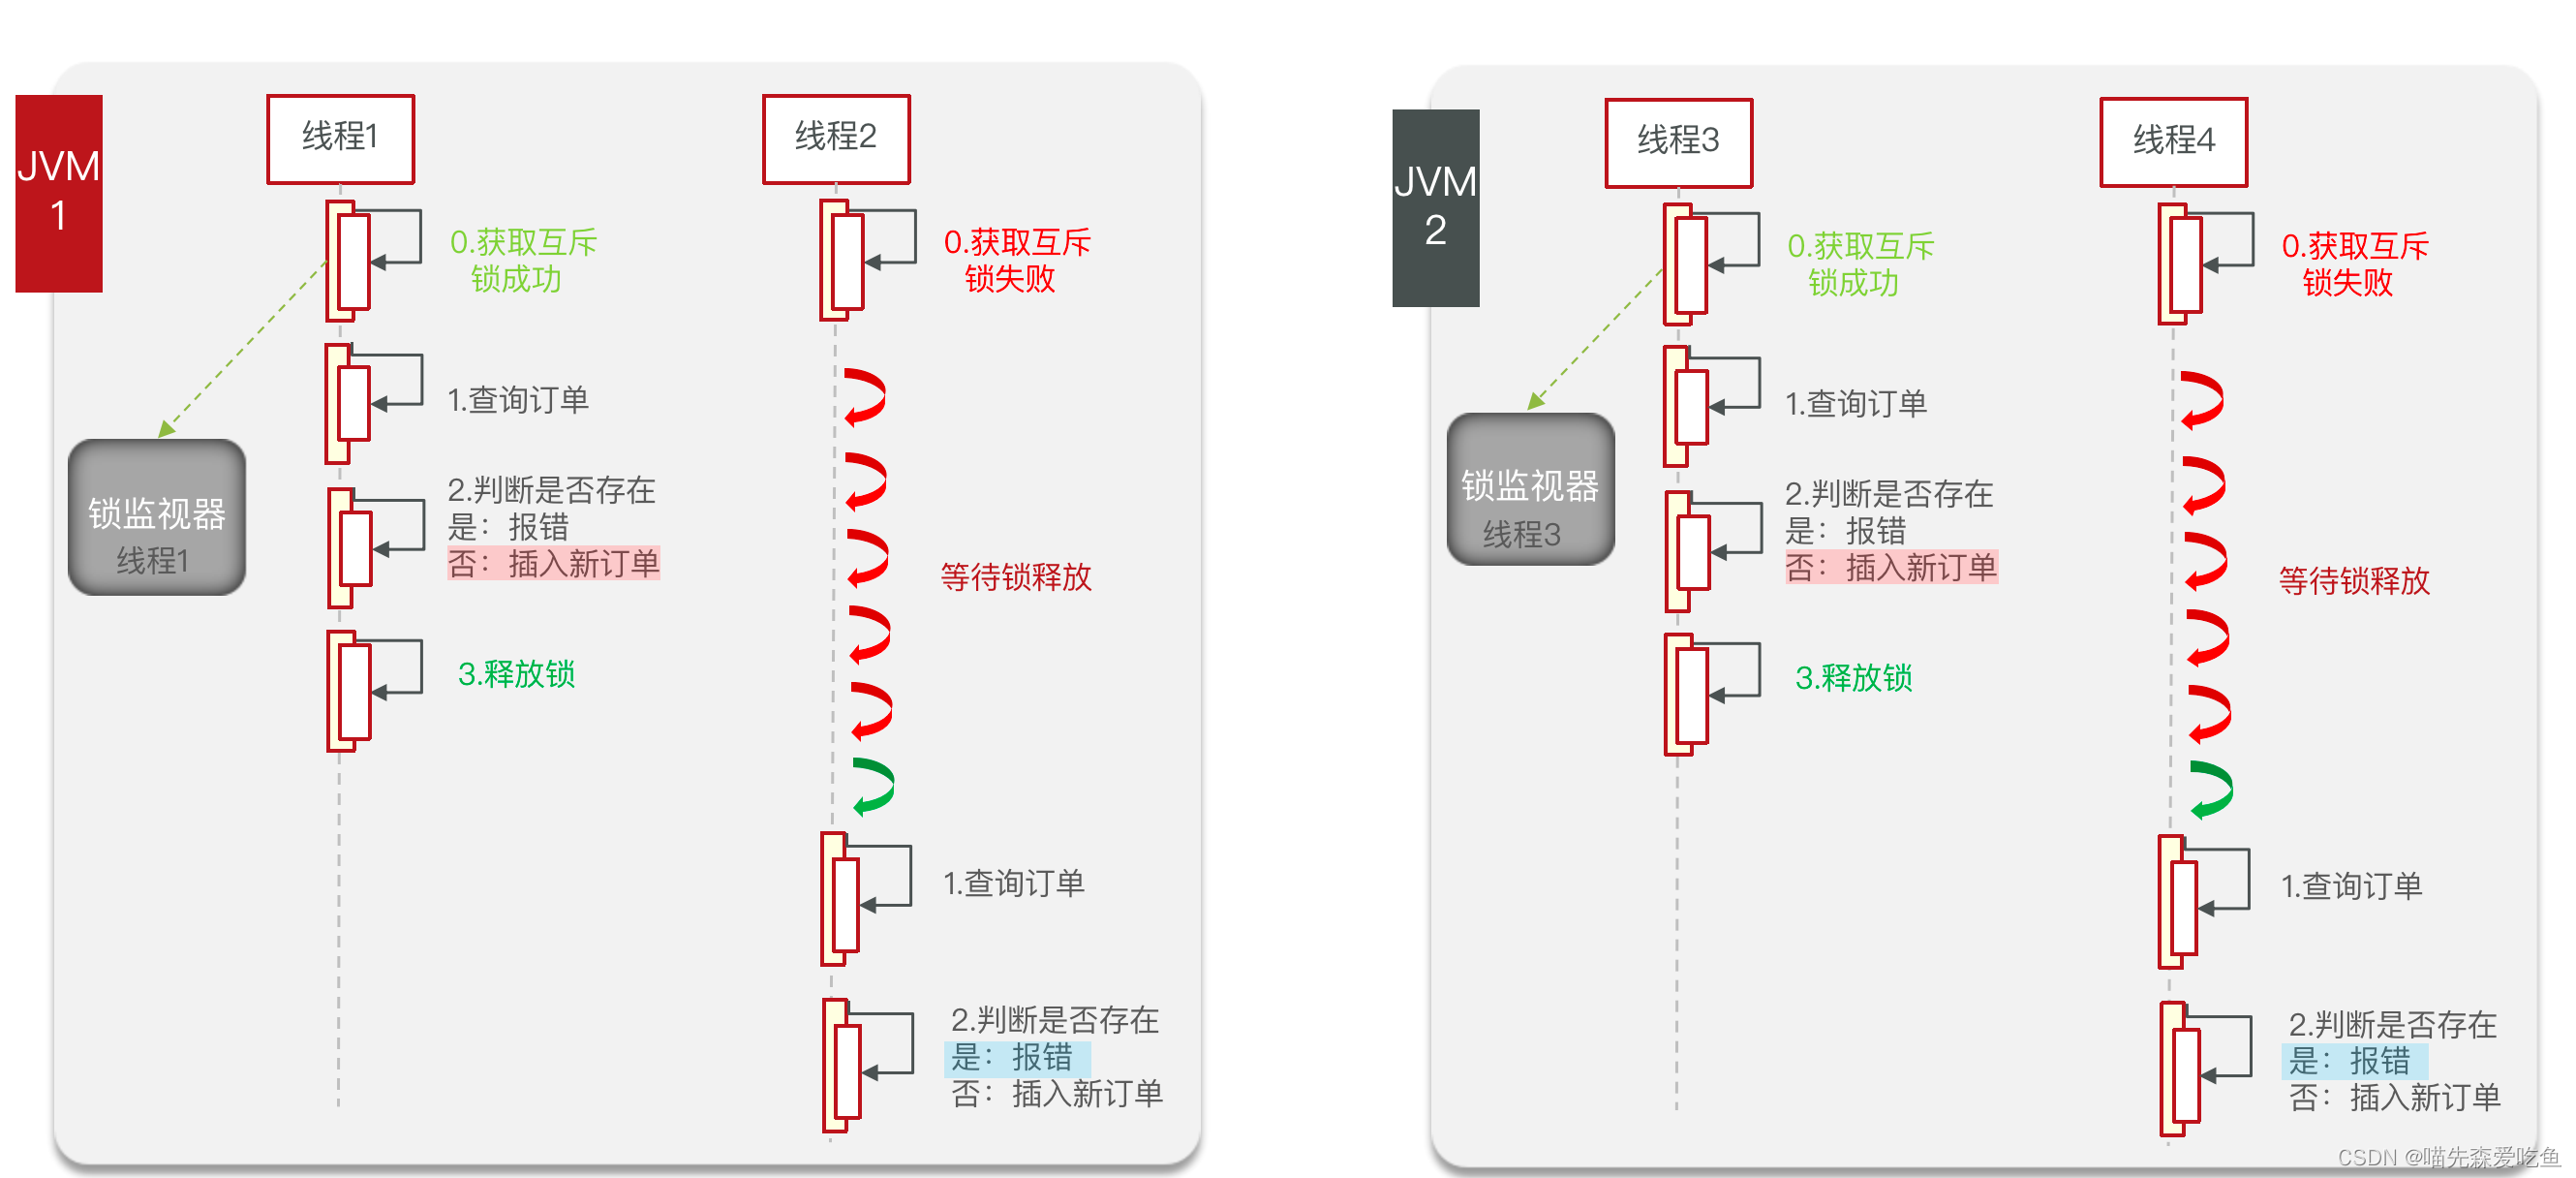 JVM
1
线程1
0.获取互斥
锁成功
1.查询订单
锁监视器
线程1
2.判断是否存在
是：报错
否：插入新订单
3.释放锁
线程2
0.获取互斥
锁失败
等待锁释放
1.查询订单
2.判断是否存在
是：报错
否：插入新订单
JVM
2
线程3
0.获取互斥
锁成功
1.查询订单
锁监视器
线程3
2.判断是否存在
是：报错
否：插入新订单
3.释放锁
线程4
0.获取互斥
锁失败
等待锁释放
1.查询订单
2.判断是否存在
是：报错
否：插入新订单
CSDN @喵先森爱吃鱼